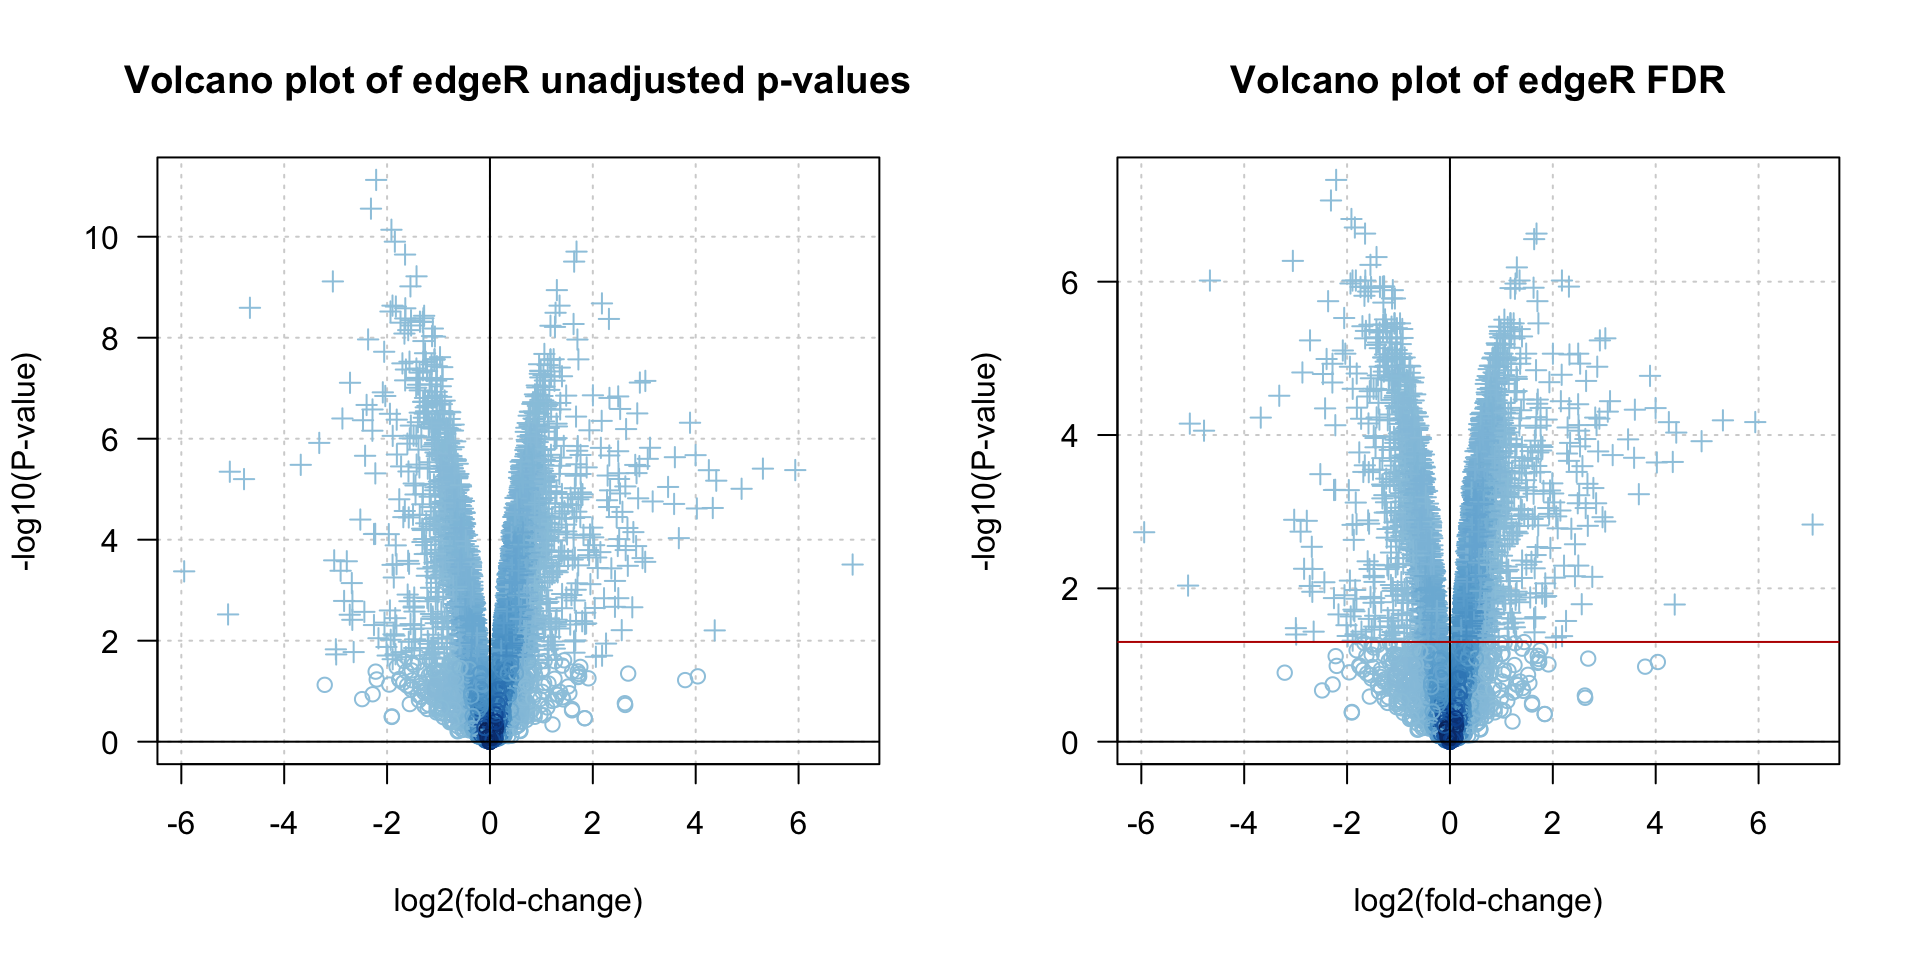 Volcano plot of edgeR unadjusted p-values
-log10(P-value)
10
8
6
4
2
0
-6 -4 -2 0 2 4 6
log2(fold-change)
Volcano plot of edgeR FDR
-log10(P-value)
6
4
2
0
-6 -4 -2 0 2 4 6
log2(fold-change)